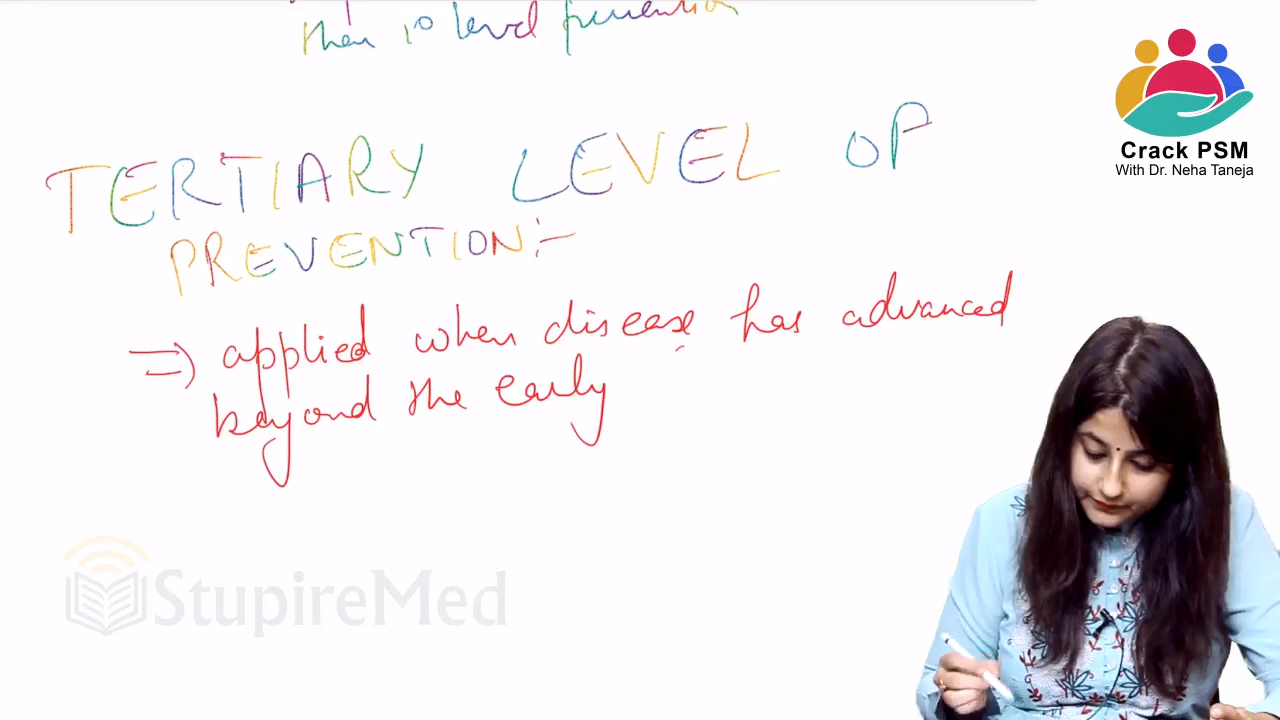 then 1° level prevention
TERTIARY LEVEL OF
PREVENTION:-
=> applied when disease has advanced
beyond the early
Crack PSM
With Dr. Neha Taneja
StupireMed